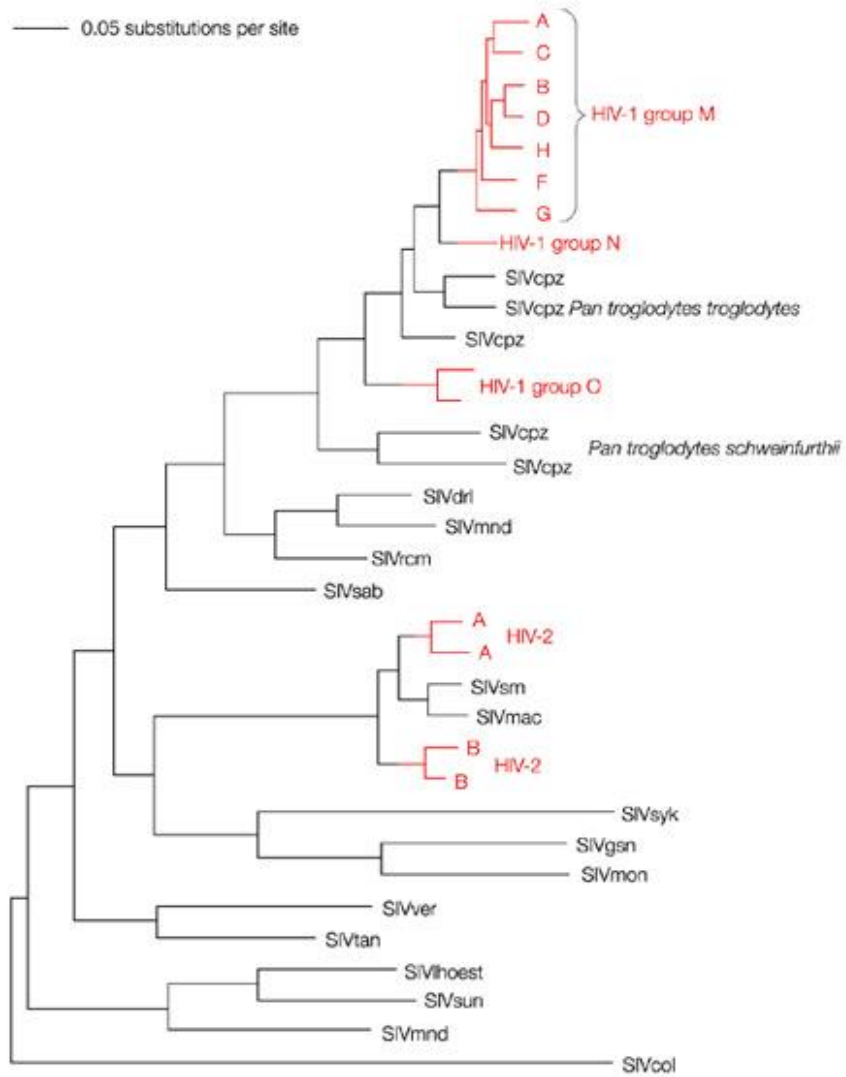 0.05 substitutions per site
A
C
B
D
H
F
G
HIV-1 group M
HIV-1 group N
SIVcpz
SIVcpz Pan troglodytes troglodytes
SIVcpz
HIV-1 group O
SIVcpz
Pan troglodytes schweinfurthii
SIVcpz
SIVdrl
SIVmnd
SIVrcm
SIVsab
A
HIV-2
A
SIVsm
SIVmac
B
HIV-2
B
SIVsyk
SIVgsn
SIVmon
SIVver
SIVtan
SIVlhoest
SIVsun
SIVmnd
SIVcol